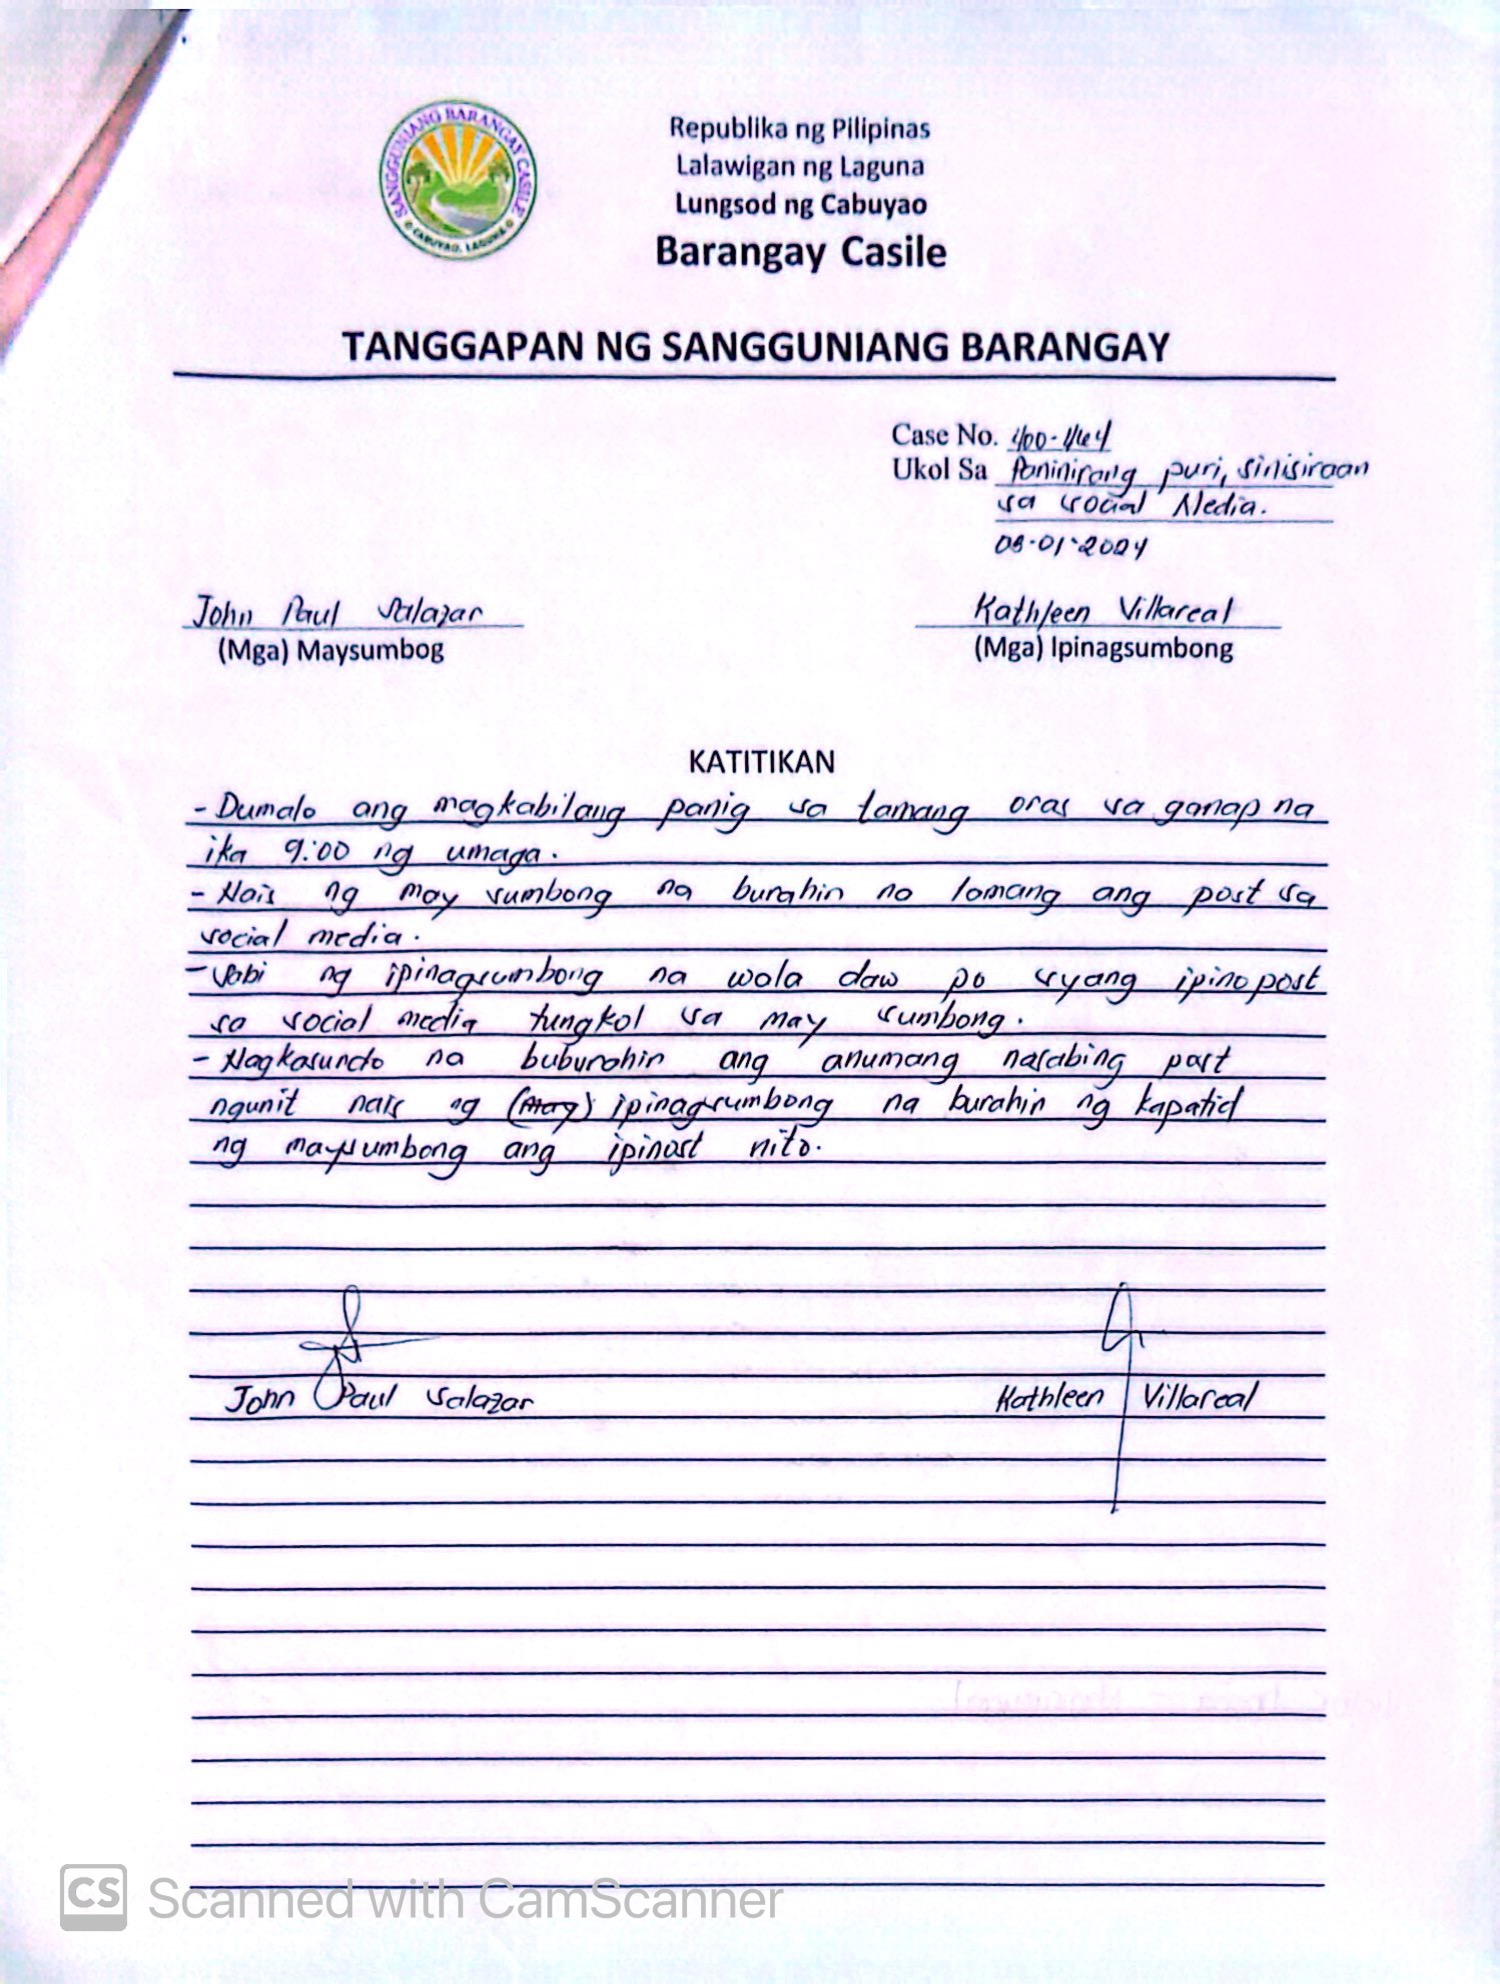 SANGGUNIANG BARANGAY CASILE
CABUYAO, LAGUNA
Republika ng Pilipinas
Lalawigan ng Laguna
Lungsod ng Cabuyao
Barangay Casile
TANGGAPAN NG SANGGUNIANG BARANGAY
Case No.
Ukol Sa Paninirang puri, sinisiraan
sa social Media.
08-01-2024
John Paul Salazar
(Mga) Maysumbog
Kathleen Villareal
(Mga) Ipinagsumbong
KATITIKAN
- Dumalo ang magkabilang panig sa tamang oras sa ganap na
ika 9:00 ng umaga.
- Nais ng may sumbong na burahin na lamang ang post sa
social media.
- Sabi ng ipinagsumbong na wala daw po syang ipinopost
sa social media tungkol sa may sumbong.
- Nagkasundo na buburahin ang anumang nasabing post
ngunit nais ng (may) ipinagsumbong na burahin ng kapatid
ng maysumbong ang ipinost nito.
John Paul Salazar
Kathleen Villareal
CS Scanned with CamScanner